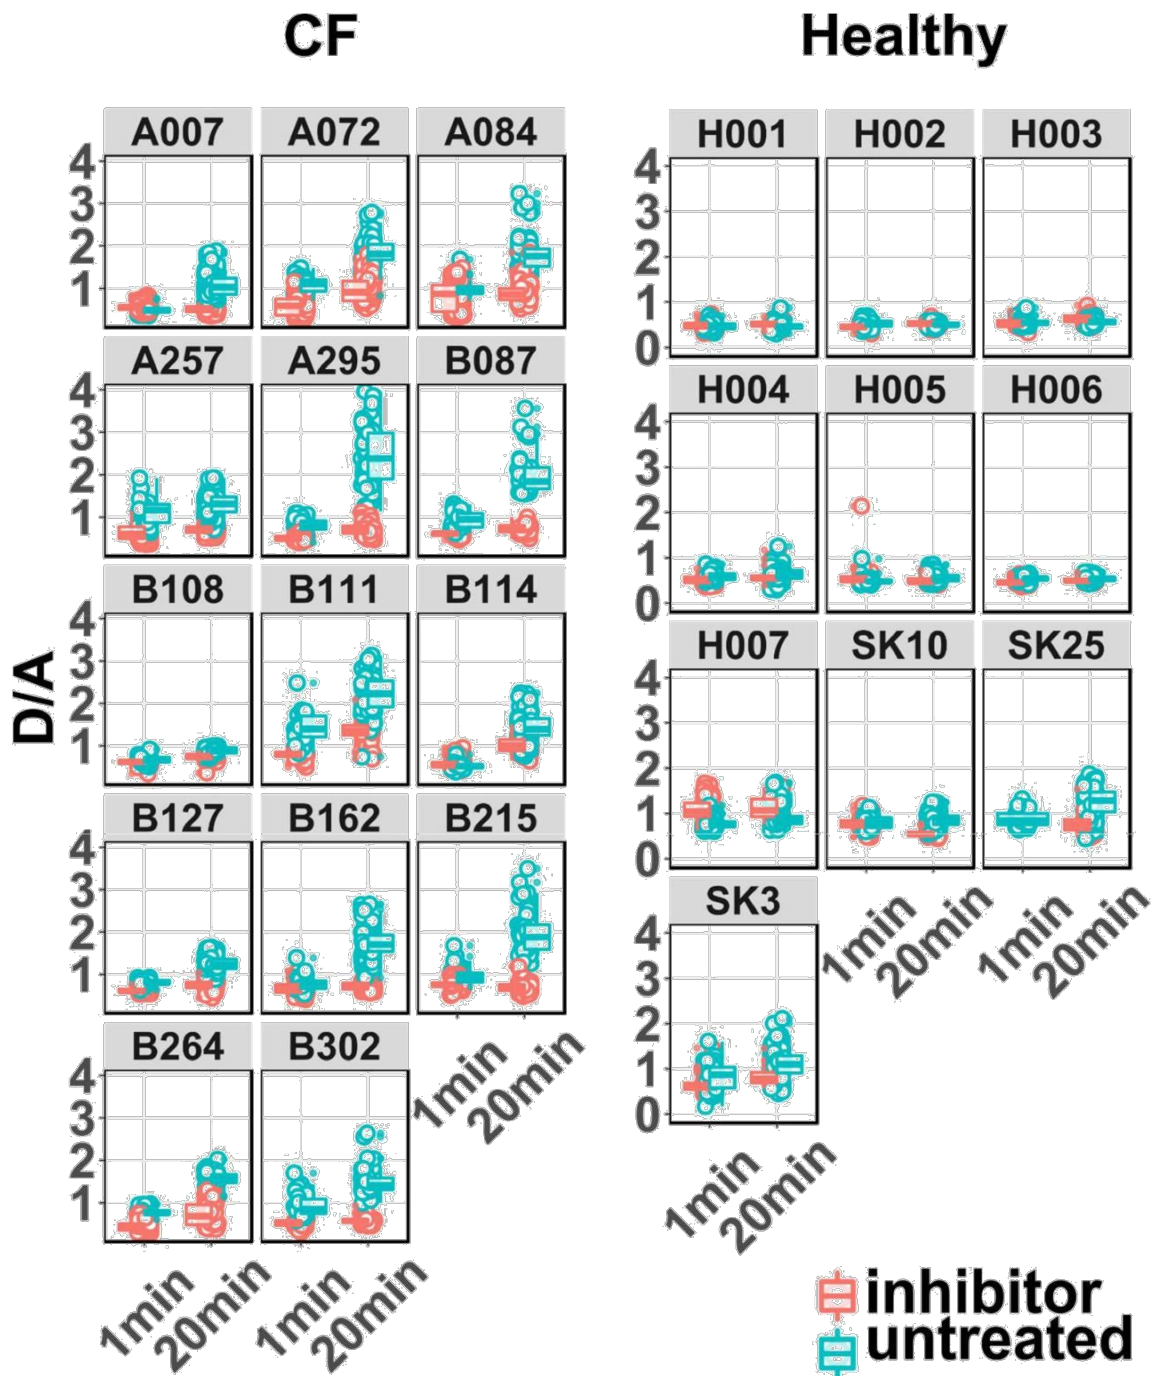 CF Healthy
A007 A072 A084
4
3
2
1
H001 H002 H003
4
3
2
1
0
A257 A295 B087
4
3
2
1
H004 H005 H006
4
3
2
1
0
B108 B111 B114
4
3
2
1
D/A
H007 SK10 SK25
4
3
2
1
0
1min 20min 1min 20min
B127 B162 B215
4
3
2
1
1min 20min
SK3
4
3
2
1
0
1min 20min
B264 B302
4
3
2
1
1min 20min 1min 20min
inhibitor
untreated